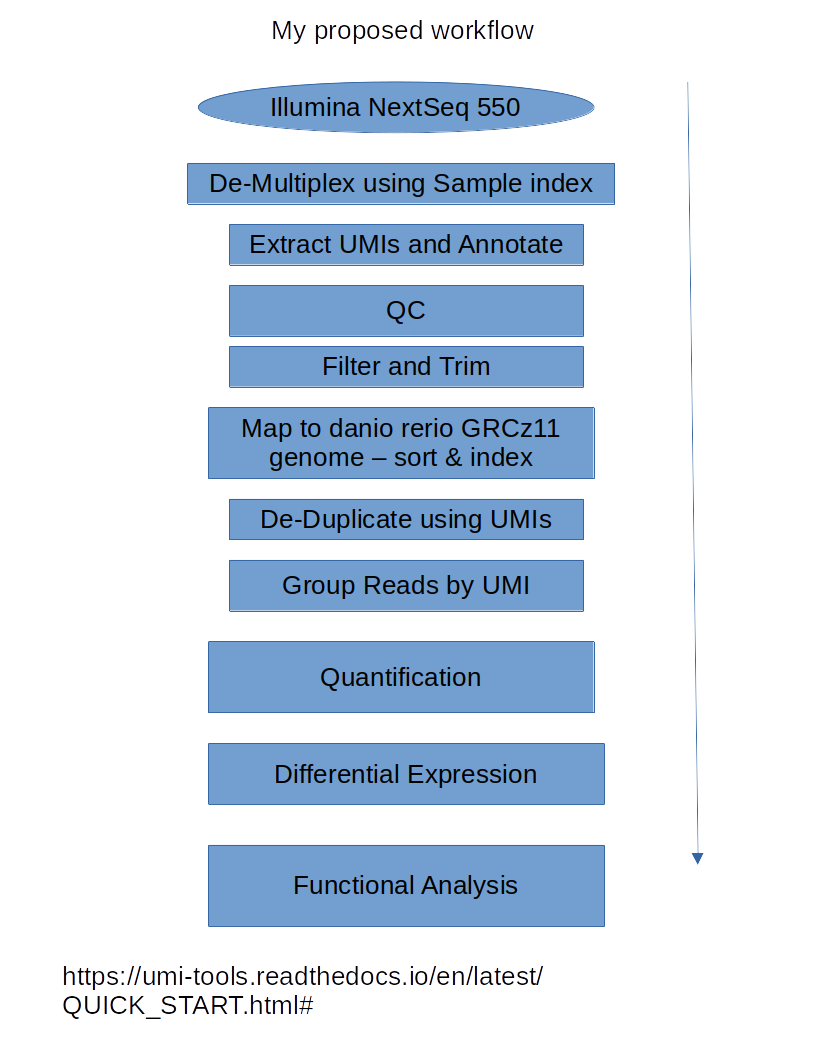 My proposed workflow
Illumina NextSeq 550
De-Multiplex using Sample index
Extract UMIs and Annotate
QC
Filter and Trim
Map to danio rerio GRCz11
genome – sort & index
De-Duplicate using UMIs
Group Reads by UMI
Quantification
Differential Expression
Functional Analysis
https://umi-tools.readthedocs.io/en/latest/
QUICK_START.html#